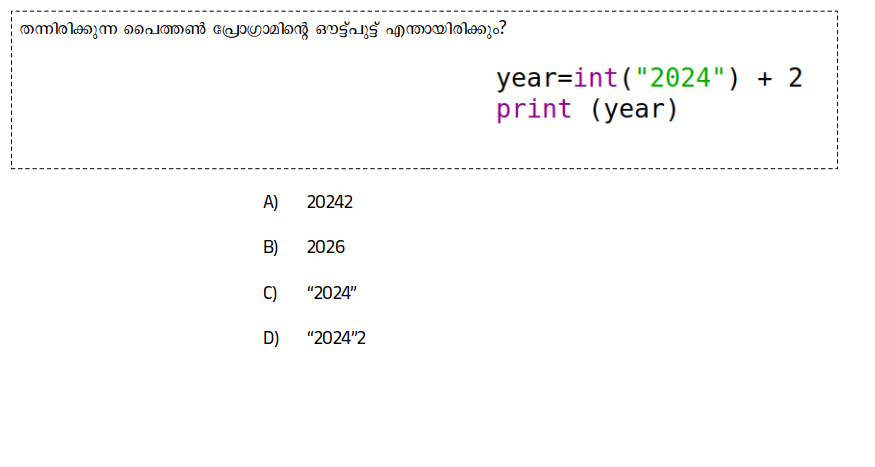 തന്നിരിക്കുന്ന പൈത്തൺ പ്രോഗ്രാമിന്റെ ഔട്ട്പുട്ട് എന്തായിരിക്കും?
year=int("2024") + 2
print (year)
A) 20242
B) 2026
C) “2024”
D) “2024”2